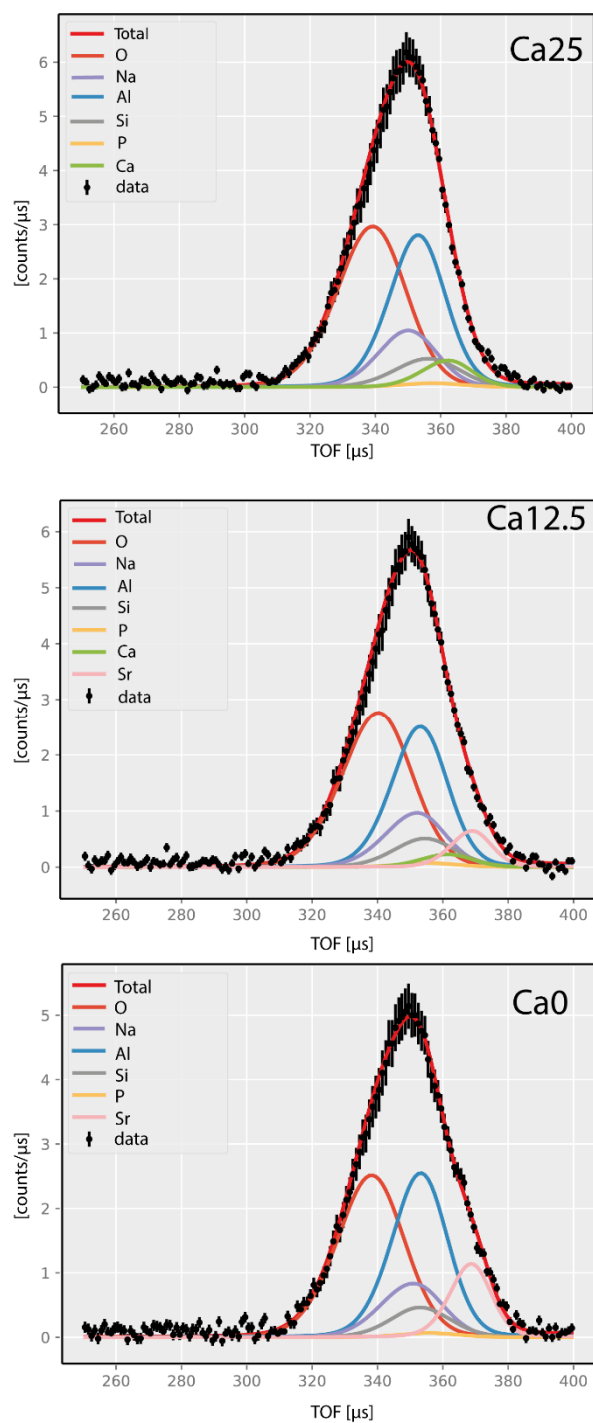 Ca25
Total
O
Na
Al
Si
P
Ca
data
6
5
4
3
2
1
0
[counts/μs]
260 280 300 320 340 360 380 400
TOF [μs]
Ca12.5
Total
O
Na
Al
Si
P
Ca
Sr
data
6
5
4
3
2
1
0
[counts/μs]
260 280 300 320 340 360 380 400
TOF [μs]
Ca0
Total
O
Na
Al
Si
P
Sr
data
5
4
3
2
1
0
[counts/μs]
260 280 300 320 340 360 380 400
TOF [μs]